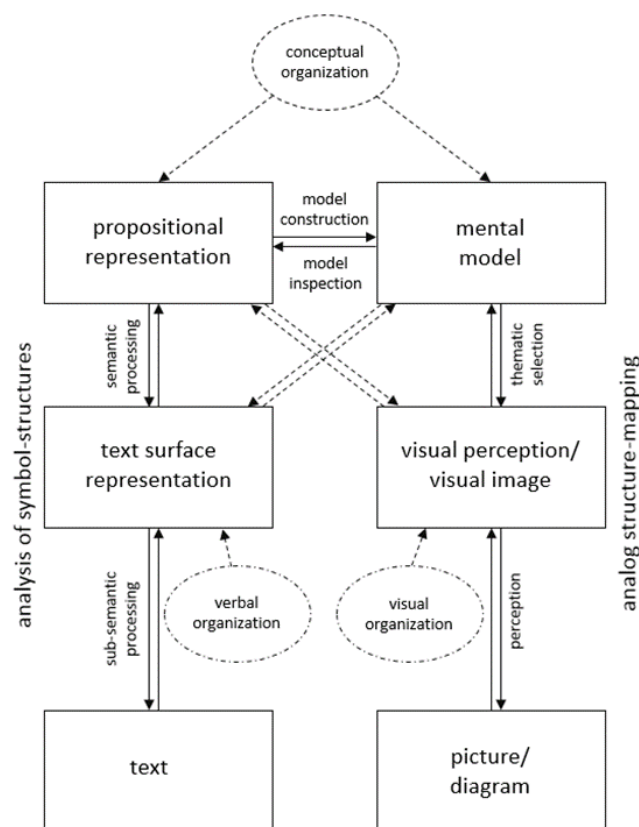 conceptual
organization
propositional
representation
model
construction
model
inspection
mental
model
semantic
processing
thematic
selection
analysis of symbol-structures
analog structure-mapping
text surface
representation
visual perception/
visual image
sub-semantic
processing
verbal
organization
visual
organization
perception
text
picture/
diagram